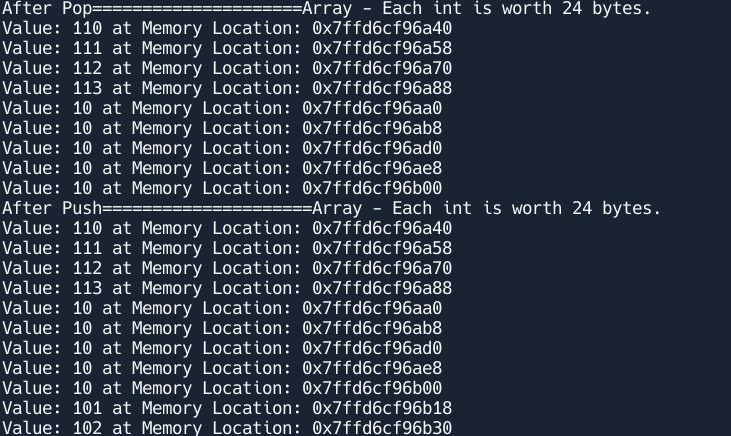 After Pop=====================Array - Each int is worth 24 bytes.
Value: 110 at Memory Location: 0x7ffd6cf96a40
Value: 111 at Memory Location: 0x7ffd6cf96a58
Value: 112 at Memory Location: 0x7ffd6cf96a70
Value: 113 at Memory Location: 0x7ffd6cf96a88
Value: 10 at Memory Location: 0x7ffd6cf96aa0
Value: 10 at Memory Location: 0x7ffd6cf96ab8
Value: 10 at Memory Location: 0x7ffd6cf96ad0
Value: 10 at Memory Location: 0x7ffd6cf96ae8
Value: 10 at Memory Location: 0x7ffd6cf96b00
After Push=====================Array - Each int is worth 24 bytes.
Value: 110 at Memory Location: 0x7ffd6cf96a40
Value: 111 at Memory Location: 0x7ffd6cf96a58
Value: 112 at Memory Location: 0x7ffd6cf96a70
Value: 113 at Memory Location: 0x7ffd6cf96a88
Value: 10 at Memory Location: 0x7ffd6cf96aa0
Value: 10 at Memory Location: 0x7ffd6cf96ab8
Value: 10 at Memory Location: 0x7ffd6cf96ad0
Value: 10 at Memory Location: 0x7ffd6cf96ae8
Value: 10 at Memory Location: 0x7ffd6cf96b00
Value: 101 at Memory Location: 0x7ffd6cf96b18
Value: 102 at Memory Location: 0x7ffd6cf96b30